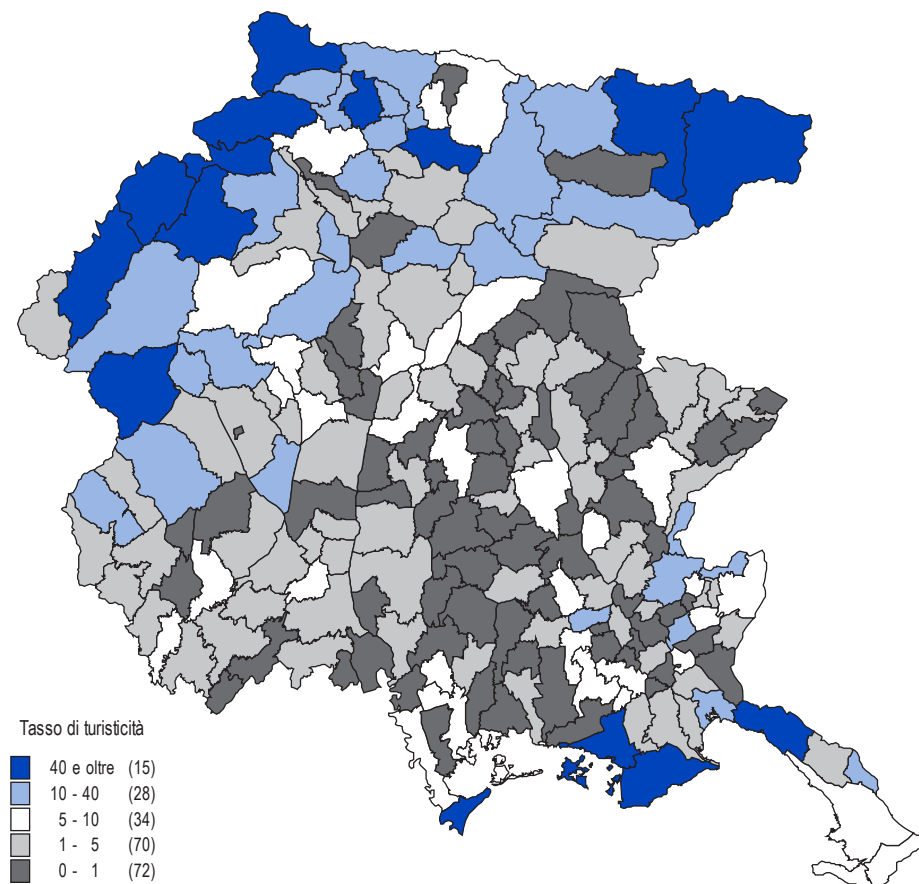 Tasso di turisticità
40 e oltre (15)
10 - 40 (28)
5 - 10 (34)
1 - 5 (70)
0 - 1 (72)